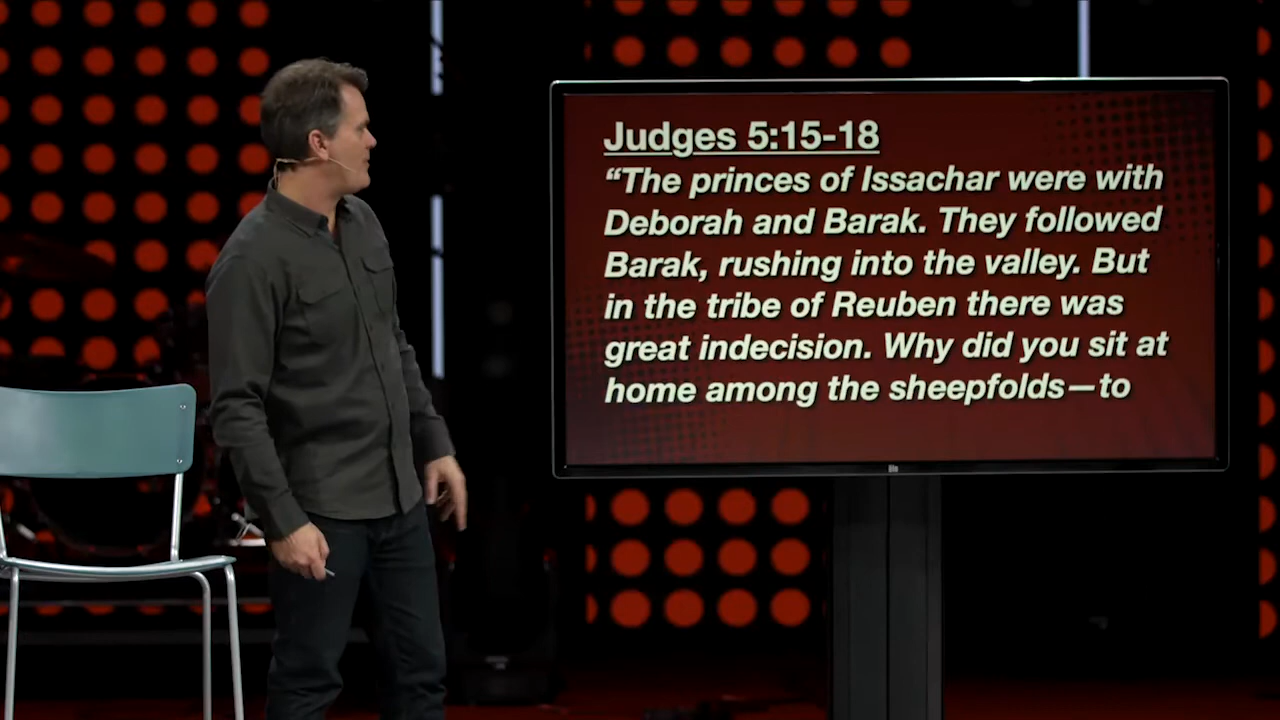 Judges 5:15-18
“The princes of Issachar were with
Deborah and Barak. They followed
Barak, rushing into the valley. But
in the tribe of Reuben there was
great indecision. Why did you sit at
home among the sheepfolds—to